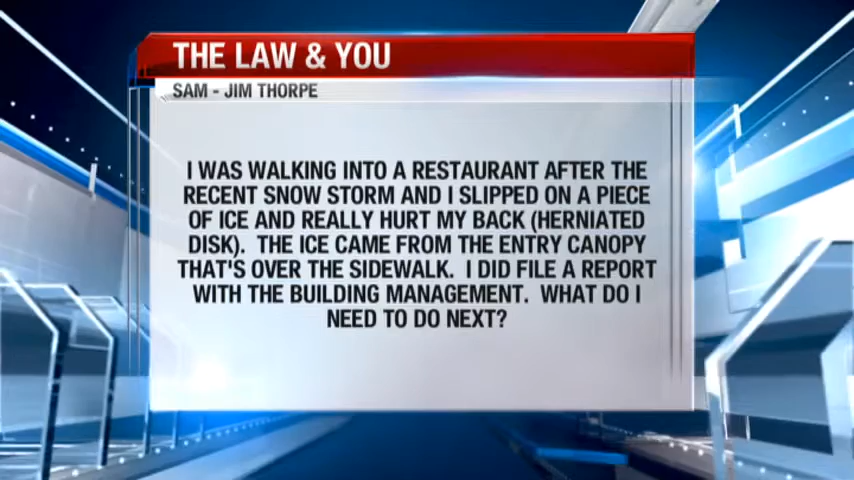 THE LAW & YOU
SAM - JIM THORPE
I WAS WALKING INTO A RESTAURANT AFTER THE
RECENT SNOW STORM AND I SLIPPED ON A PIECE
OF ICE AND REALLY HURT MY BACK (HERNIATED
DISK).  THE ICE CAME FROM THE ENTRY CANOPY
THAT'S OVER THE SIDEWALK.  I DID FILE A REPORT
WITH THE BUILDING MANAGEMENT.  WHAT DO I
NEED TO DO NEXT?